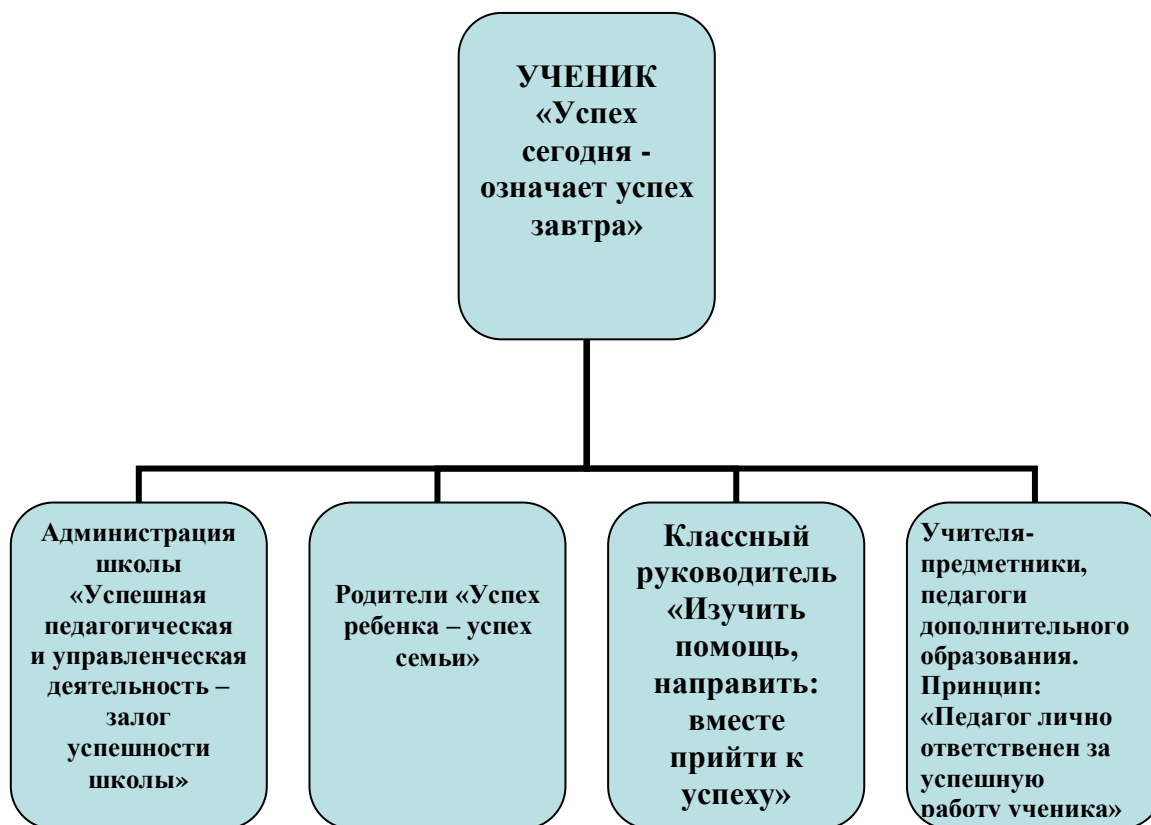 УЧЕНИК
«Успех
сегодня -
означает успех
завтра»
Администрация
школы
«Успешная
педагогическая
и управленческая
деятельность –
залог
успешности
школы»
Родители «Успех
ребенка – успех
семьи»
Классный
руководитель
«Изучить
помощь,
направить:
вместе
прийти к
успеху»
Учителя-
предметники,
педагоги
дополнительного
образования.
Принцип:
«Педагог лично
ответственен за
успешную
работу ученика»